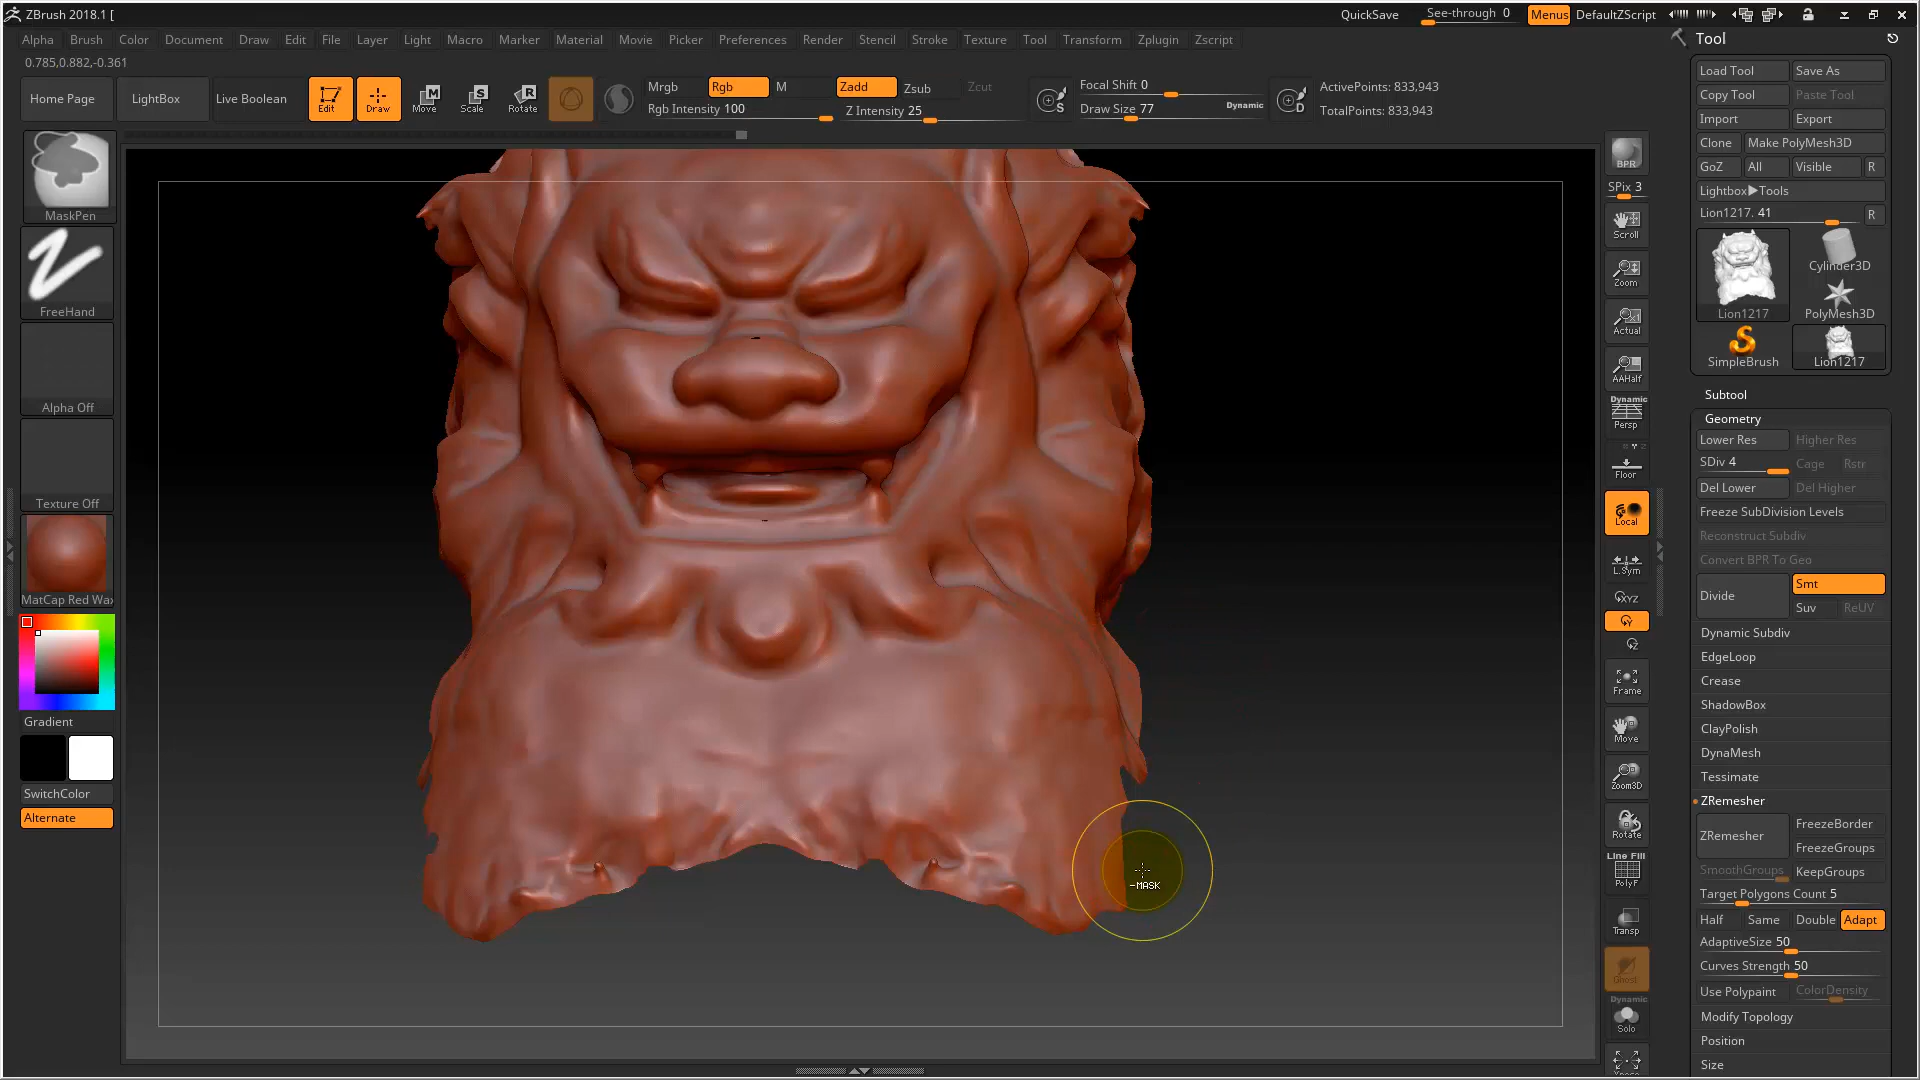 ZBrush 2018.1 [
QuickSave See-through 0 Menus DefaultZScript
Alpha Brush Color Document Draw Edit File Layer Light Macro Marker Material Movie Picker Preferences Render Stencil Stroke Texture Tool Transform Zplugin Zscript
0.785,0.882,-0.361
Home Page LightBox Live Boolean Edit Draw Move Scale Rotate
Mrgb Rgb M Zadd Zsub Zcut
Rgb Intensity 100 Z Intensity 25
Focal Shift 0
Draw Size 77 Dynamic
ActivePoints: 833,943
TotalPoints: 833,943
MaskPen
FreeHand
Alpha Off
Texture Off
MatCap Red Wax
Gradient
SwitchColor
Alternate
-MASK
BPR
SPix 3
Scroll
Zoom
Actual
AAHalf
Dynamic
Persp
Floor
Local
L.Sym
XYZ
Y
Z
Frame
Move
Zoom3D
Rotate
Line Fill
PolyF
Transp
Ghost
Dynamic
Solo
Tool
Load Tool Save As
Copy Tool Paste Tool
Import Export
Clone Make PolyMesh3D
GoZ All Visible R
Lightbox▶Tools
Lion1217. 41 R
Lion1217
Cylinder3D
PolyMesh3D
SimpleBrush
Lion1217
Subtool
Geometry
Lower Res Higher Res
SDiv 4 Cage Rstr
Del Lower Del Higher
Freeze SubDivision Levels
Reconstruct Subdiv
Convert BPR To Geo
Divide Smt
Suv ReUV
Dynamic Subdiv
EdgeLoop
Crease
ShadowBox
ClayPolish
DynaMesh
Tessimate
ZRemesher
ZRemesher FreezeBorder
FreezeGroups
SmoothGroups KeepGroups
Target Polygons Count 5
Half Same Double Adapt
AdaptiveSize 50
Curves Strength 50
Use Polypaint ColorDensity
Modify Topology
Position
Size